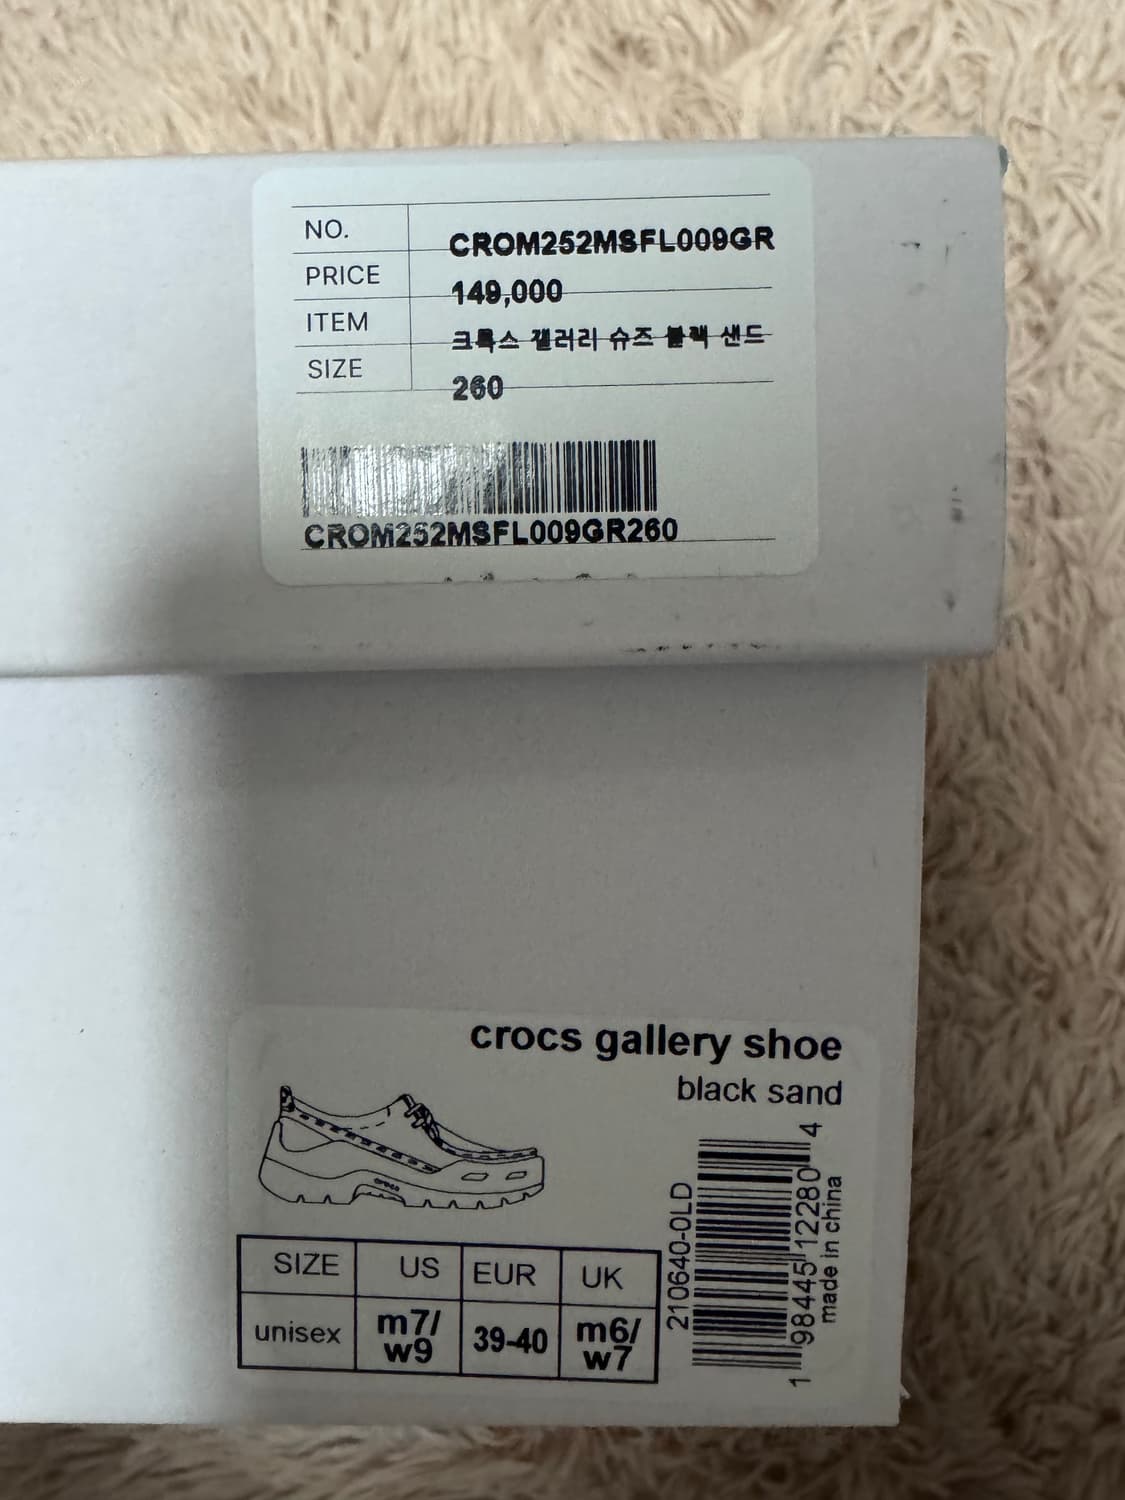 NO. CROM252MSFL009GR
PRICE 149,000
ITEM 크록스 갤러리 슈즈 블랙 샌드
SIZE 260
CROM252MSFL009GR260
crocs gallery shoe
black sand
crocs
SIZE US EUR UK
unisex m7/w9 39-40 m6/w7
210640-0LD
1 98445 12280 4
made in china